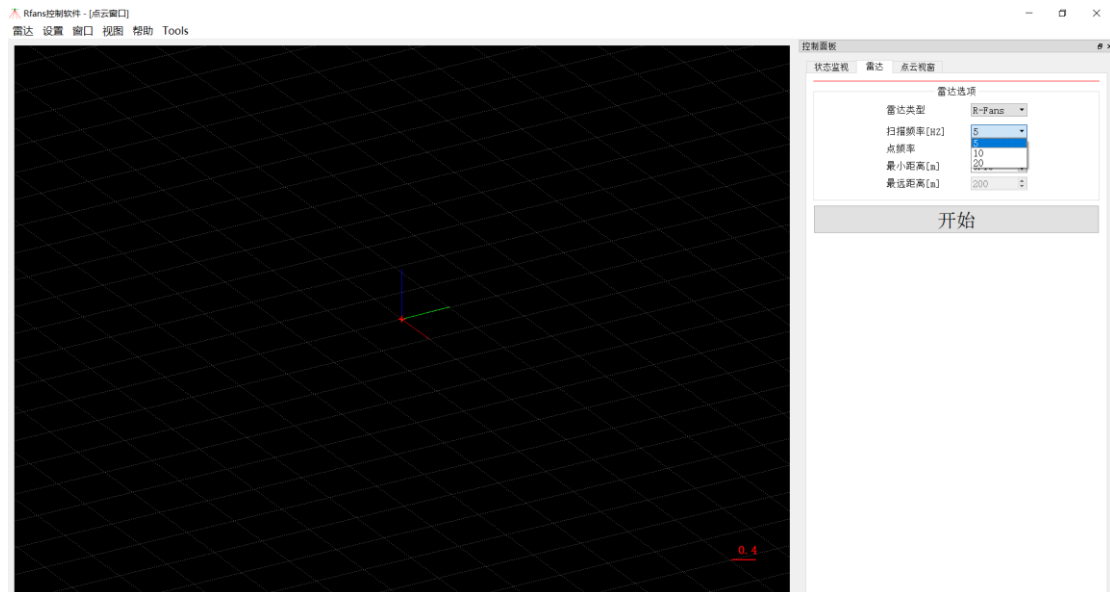 Rfans控制软件 - [点云窗口]
雷达 设置 窗口 视图 帮助 Tools
控制面板
状态监视 雷达 点云视窗
雷达选项
雷达类型 R-Fans
扫描频率[HZ] 5
5
点频率
10
最小距离[m] 20
最远距离[m] 200
开始
0.4